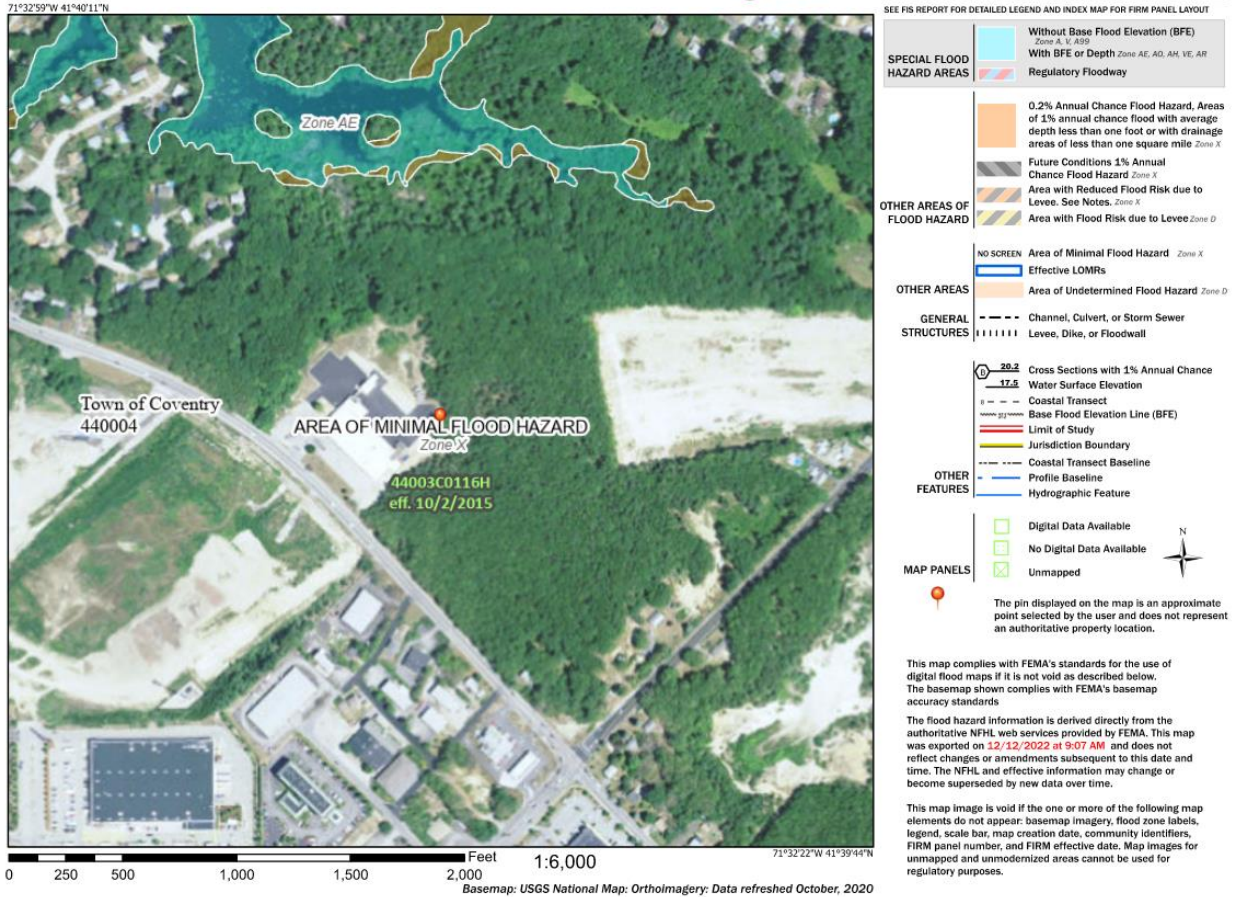 71°32'59"W 41°40'11"N
Zone AE
Town of Coventry
440004
AREA OF MINIMAL FLOOD HAZARD
Zone X
44003C0116H
eff. 10/2/2015
0 250 500 1,000 1,500 2,000
Feet
1:6,000
71°32'22"W 41°39'44"N
Basemap: USGS National Map: Orthoimagery: Data refreshed October, 2020
SEE FIS REPORT FOR DETAILED LEGEND AND INDEX MAP FOR FIRM PANEL LAYOUT
SPECIAL FLOOD
HAZARD AREAS
Without Base Flood Elevation (BFE)
Zone A, V, A99
With BFE or Depth Zone AE, AO, AH, VE, AR
Regulatory Floodway
OTHER AREAS OF
FLOOD HAZARD
0.2% Annual Chance Flood Hazard, Areas
of 1% annual chance flood with average
depth less than one foot or with drainage
areas of less than one square mile Zone X
Future Conditions 1% Annual
Chance Flood Hazard Zone X
Area with Reduced Flood Risk due to
Levee. See Notes. Zone X
Area with Flood Risk due to Levee Zone D
OTHER AREAS
NO SCREEN Area of Minimal Flood Hazard Zone X
Effective LOMRs
Area of Undetermined Flood Hazard Zone D
GENERAL
STRUCTURES
Channel, Culvert, or Storm Sewer
Levee, Dike, or Floodwall
OTHER
FEATURES
B 20.2 Cross Sections with 1% Annual Chance
17.5 Water Surface Elevation
8 Coastal Transect
513 Base Flood Elevation Line (BFE)
Limit of Study
Jurisdiction Boundary
Coastal Transect Baseline
Profile Baseline
Hydrographic Feature
MAP PANELS
Digital Data Available
No Digital Data Available
Unmapped
N
The pin displayed on the map is an approximate
point selected by the user and does not represent
an authoritative property location.
This map complies with FEMA's standards for the use of
digital flood maps if it is not void as described below.
The basemap shown complies with FEMA's basemap
accuracy standards
The flood hazard information is derived directly from the
authoritative NFHL web services provided by FEMA. This map
was exported on 12/12/2022 at 9:07 AM and does not
reflect changes or amendments subsequent to this date and
time. The NFHL and effective information may change or
become superseded by new data over time.
This map image is void if the one or more of the following map
elements do not appear: basemap imagery, flood zone labels,
legend, scale bar, map creation date, community identifiers,
FIRM panel number, and FIRM effective date. Map images for
unmapped and unmodernized areas cannot be used for
regulatory purposes.